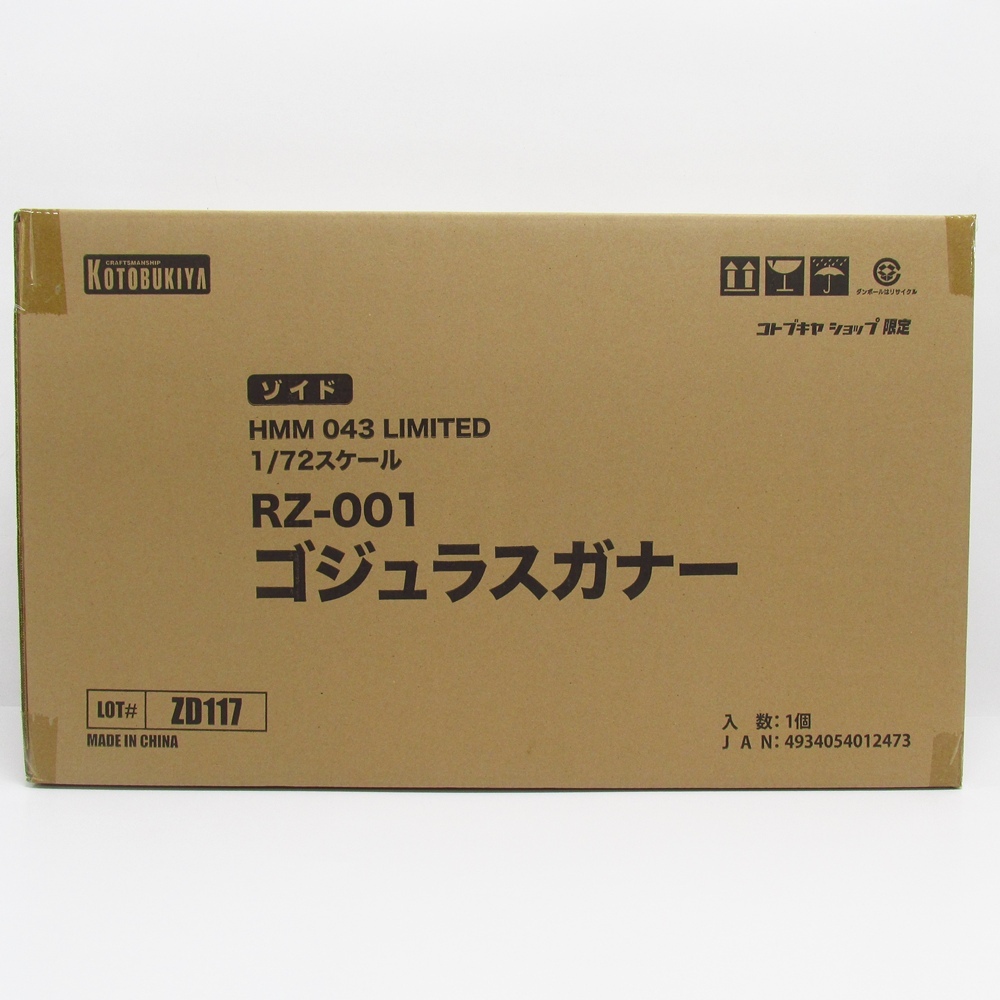 CRAFTSMANSHIP
KOTOBUKIYA
ダンボールはリサイクル
コトブキヤ ショップ 限定
ゾイド
HMM 043 LIMITED
1/72スケール
RZ-001
ゴジュラスガナー
LOT# ZD117
MADE IN CHINA
入 数: 1個
J A N: 4934054012473